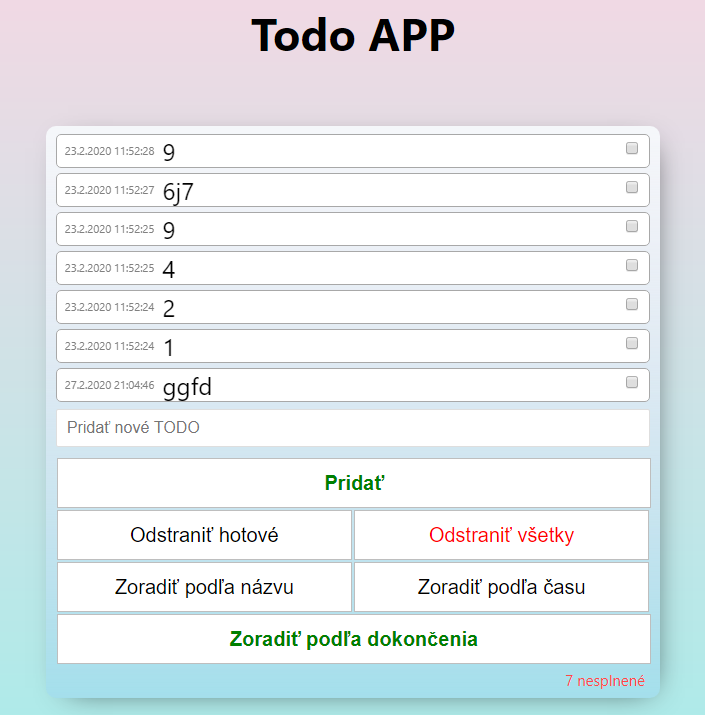 Todo APP
23.2.2020 11:52:28 9
23.2.2020 11:52:27 6j7
23.2.2020 11:52:25 9
23.2.2020 11:52:25 4
23.2.2020 11:52:24 2
23.2.2020 11:52:24 1
27.2.2020 21:04:46 ggfd
Pridať nové TODO
Pridať
Odstraniť hotové Odstraniť všetky
Zoradiť podľa názvu Zoradiť podľa času
Zoradiť podľa dokončenia
7 nesplnené